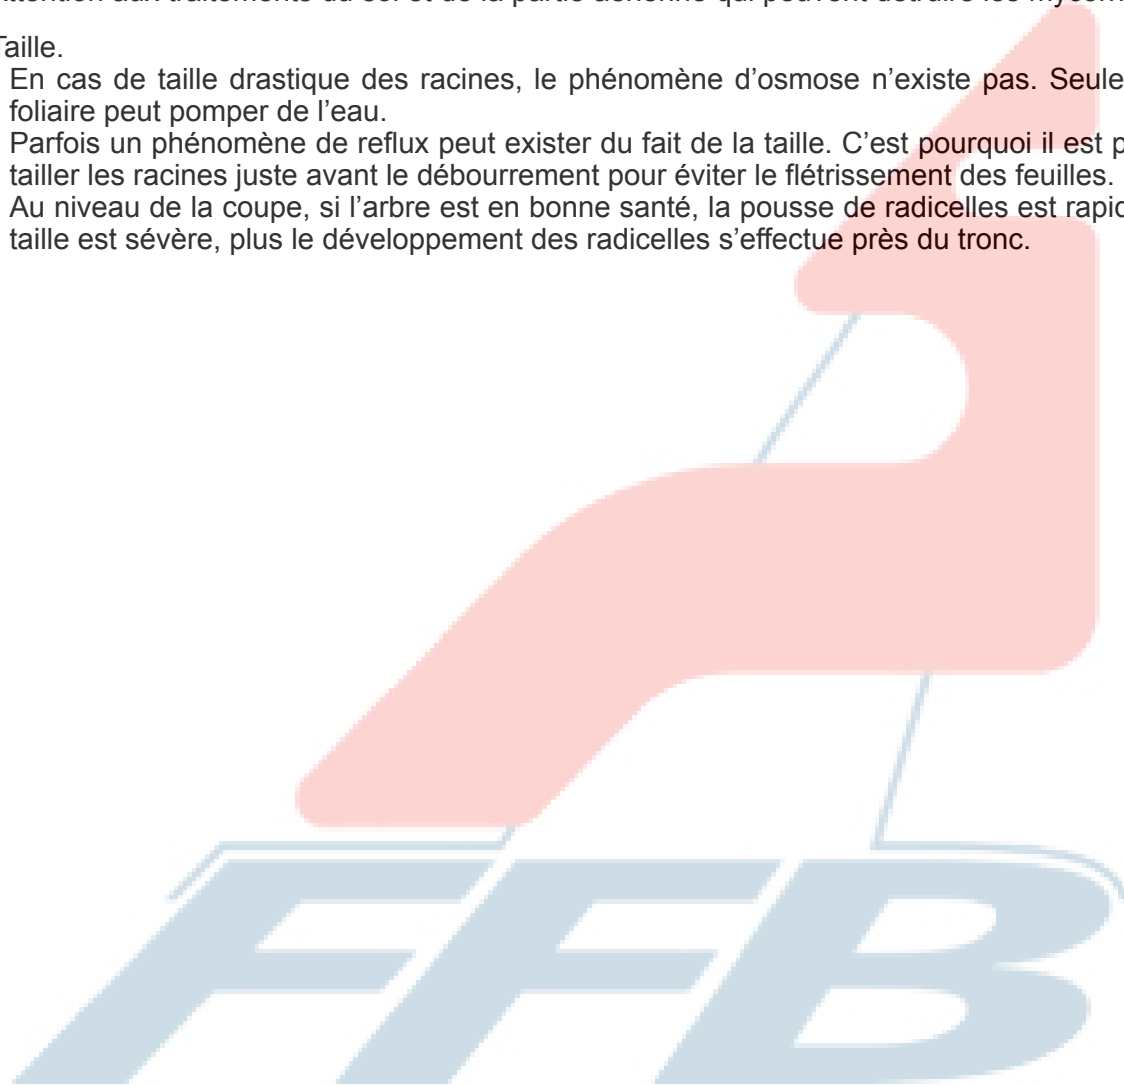 Taille.
En cas de taille drastique des racines, le phénomène d’osmose n’existe pas. Seule
foliaire peut pomper de l’eau.
Parfois un phénomène de reflux peut exister du fait de la taille. C’est pourquoi il est p
tailler les racines juste avant le débourrement pour éviter le flétrissement des feuilles.
Au niveau de la coupe, si l’arbre est en bonne santé, la pousse de radicelles est rapid
taille est sévère, plus le développement des radicelles s’effectue près du tronc.
FFB